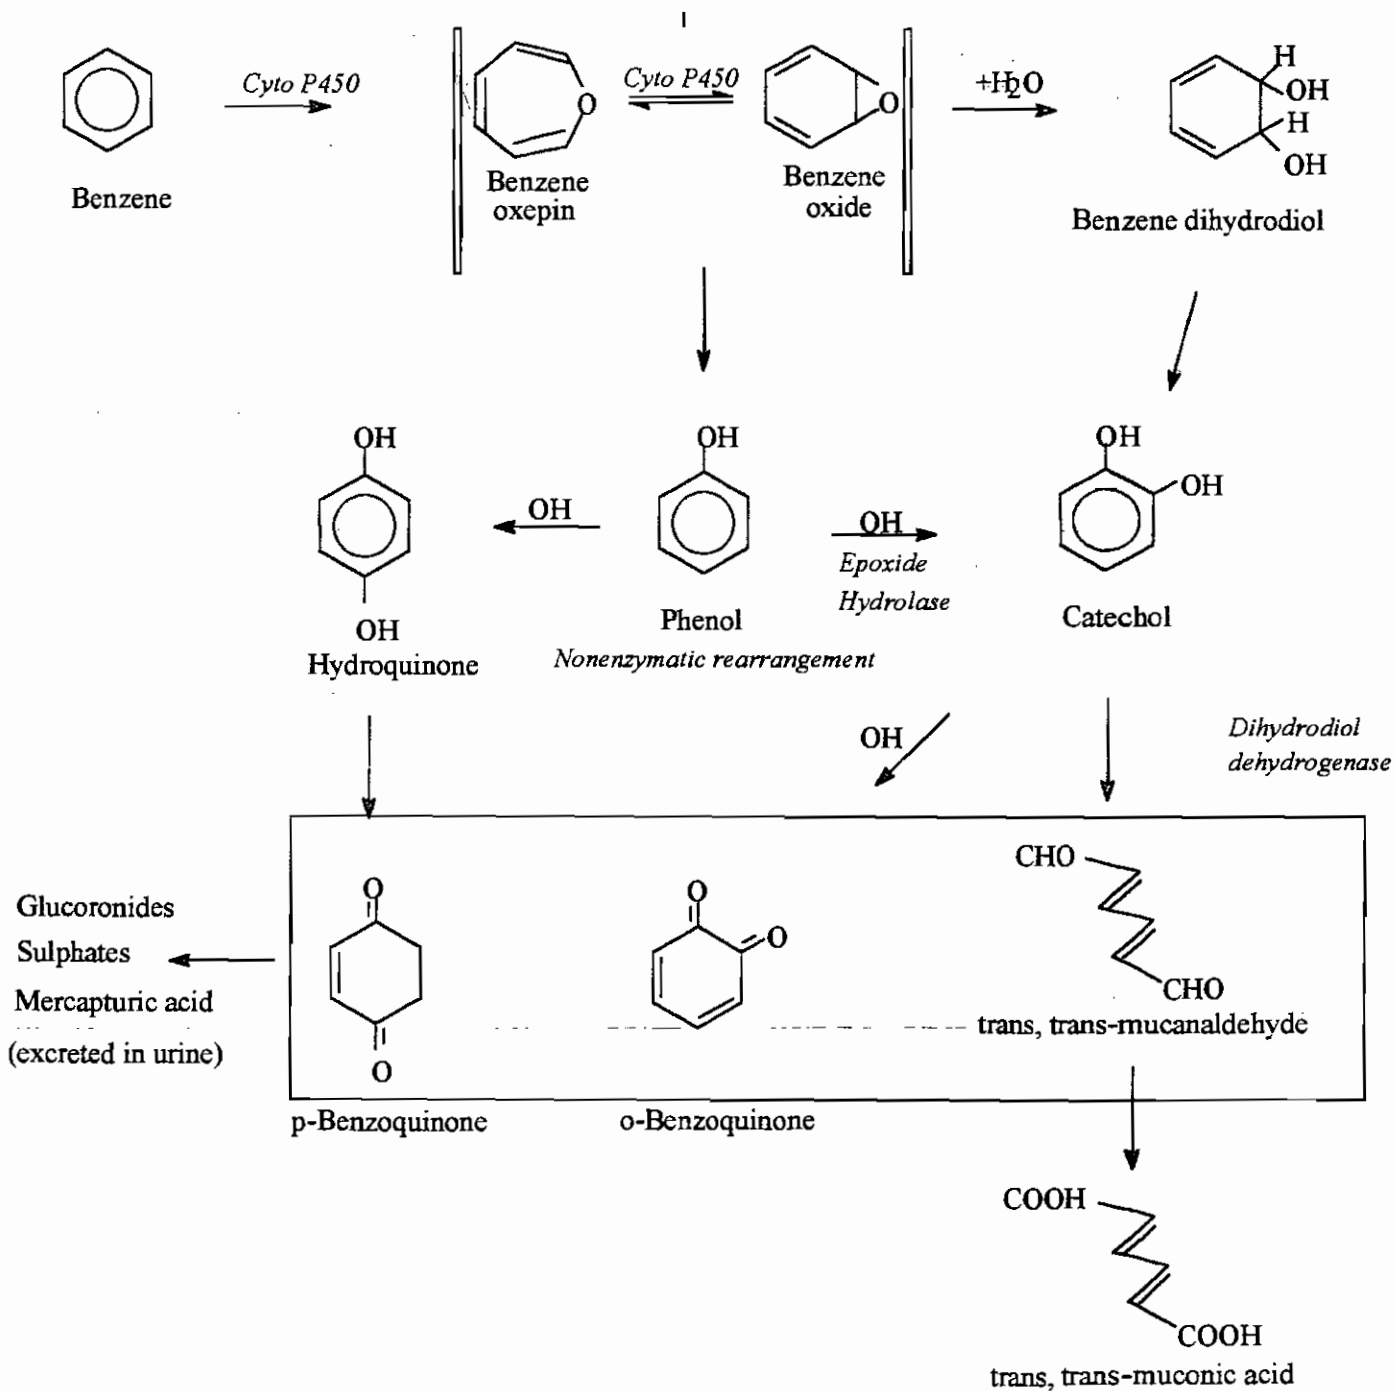 Cyto P450
O
Cyto P450
O
+H2O
H
OH
H
OH
Benzene
Benzene
oxepin
Benzene
oxide
Benzene dihydrodiol
OH
OH
OH
OH
OH
OH
OH
Epoxide
Hydrolase
Phenol
Catechol
Hydroquinone
Nonenzymatic rearrangement
OH
Dihydrodiol
dehydrogenase
Glucoronides
Sulphates
Mercapturic acid
(excreted in urine)
O
O
O
O
CHO
CHO
trans, trans-mucanaldehyde
p-Benzoquinone
o-Benzoquinone
COOH
COOH
trans, trans-muconic acid